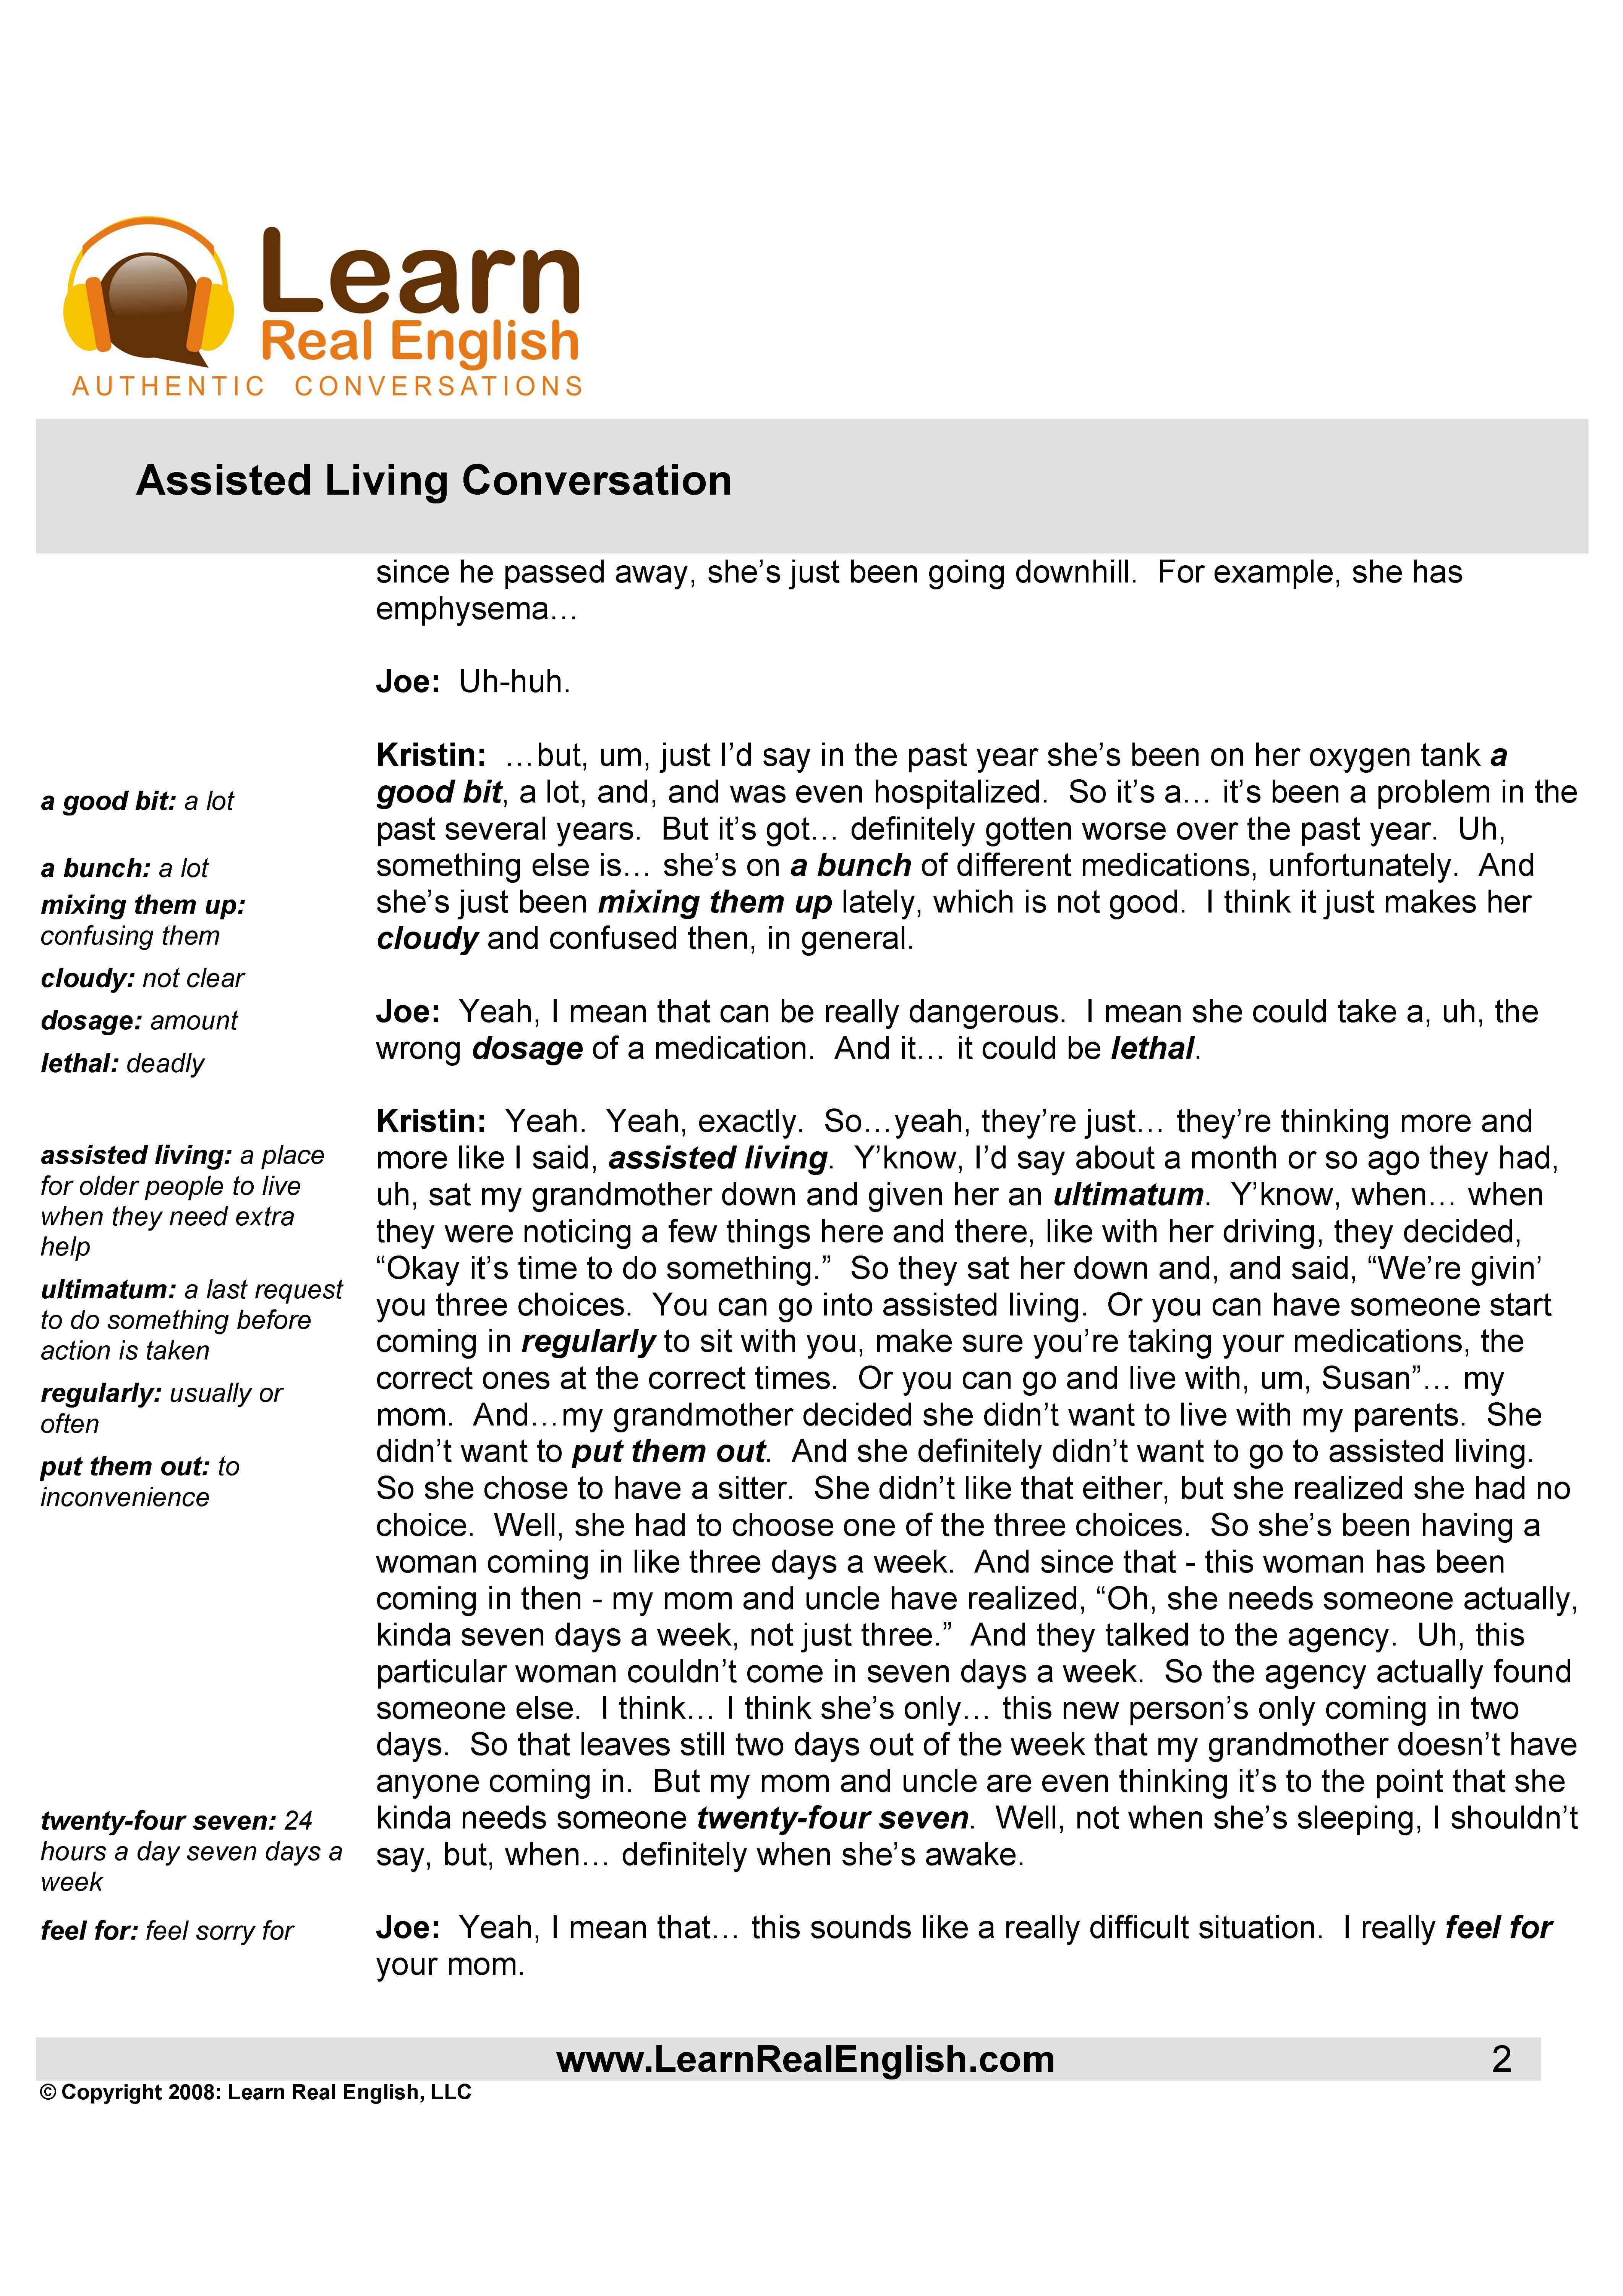 Learn
Real English
AUTHENTIC CONVERSATIONS
Assisted Living Conversation
since he passed away, she’s just been going downhill.  For example, she has
emphysema…
Joe:  Uh-huh.
Kristin:  …but, um, just I’d say in the past year she’s been on her oxygen tank a
good bit, a lot, and, and was even hospitalized.  So it’s a… it’s been a problem in the
past several years.  But it’s got… definitely gotten worse over the past year.  Uh,
something else is… she’s on a bunch of different medications, unfortunately.  And
she’s just been mixing them up lately, which is not good.  I think it just makes her
cloudy and confused then, in general.
a good bit: a lot
a bunch: a lot
mixing them up:
confusing them
cloudy: not clear
dosage: amount
lethal: deadly
Joe:  Yeah, I mean that can be really dangerous.  I mean she could take a, uh, the
wrong dosage of a medication.  And it… it could be lethal.
Kristin:  Yeah.  Yeah, exactly.  So…yeah, they’re just… they’re thinking more and
more like I said, assisted living.  Y’know, I’d say about a month or so ago they had,
uh, sat my grandmother down and given her an ultimatum.  Y’know, when… when
they were noticing a few things here and there, like with her driving, they decided,
“Okay it’s time to do something.”  So they sat her down and, and said, “We’re givin’
you three choices.  You can go into assisted living.  Or you can have someone start
coming in regularly to sit with you, make sure you’re taking your medications, the
correct ones at the correct times.  Or you can go and live with, um, Susan”… my
mom.  And…my grandmother decided she didn’t want to live with my parents.  She
didn’t want to put them out.  And she definitely didn’t want to go to assisted living.
So she chose to have a sitter.  She didn’t like that either, but she realized she had no
choice.  Well, she had to choose one of the three choices.  So she’s been having a
woman coming in like three days a week.  And since that - this woman has been
coming in then - my mom and uncle have realized, “Oh, she needs someone actually,
kinda seven days a week, not just three.”  And they talked to the agency.  Uh, this
particular woman couldn’t come in seven days a week.  So the agency actually found
someone else.  I think… I think she’s only… this new person’s only coming in two
days.  So that leaves still two days out of the week that my grandmother doesn’t have
anyone coming in.  But my mom and uncle are even thinking it’s to the point that she
kinda needs someone twenty-four seven.  Well, not when she’s sleeping, I shouldn’t
say, but, when… definitely when she’s awake.
assisted living: a place
for older people to live
when they need extra
help
ultimatum: a last request
to do something before
action is taken
regularly: usually or
often
put them out: to
inconvenience
twenty-four seven: 24
hours a day seven days a
week
feel for: feel sorry for
Joe:  Yeah, I mean that… this sounds like a really difficult situation.  I really feel for
your mom.
www.LearnRealEnglish.com 2
© Copyright 2008: Learn Real English, LLC